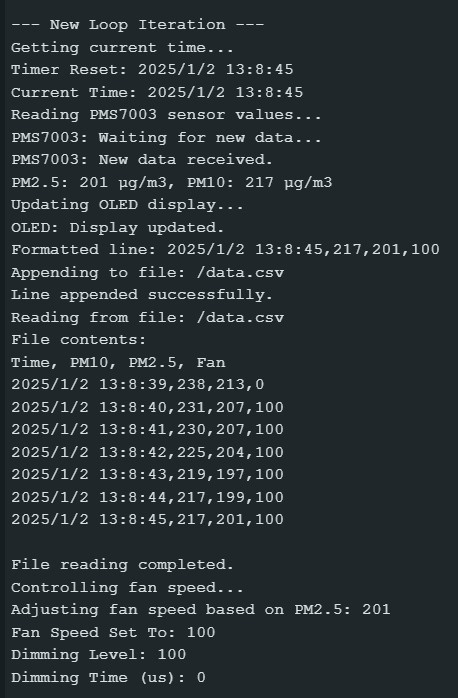 --- New Loop Iteration ---
Getting current time...
Timer Reset: 2025/1/2 13:8:45
Current Time: 2025/1/2 13:8:45
Reading PMS7003 sensor values...
PMS7003: Waiting for new data...
PMS7003: New data received.
PM2.5: 201 µg/m3, PM10: 217 µg/m3
Updating OLED display...
OLED: Display updated.
Formatted line: 2025/1/2 13:8:45,217,201,100
Appending to file: /data.csv
Line appended successfully.
Reading from file: /data.csv
File contents:
Time, PM10, PM2.5, Fan
2025/1/2 13:8:39,238,213,0
2025/1/2 13:8:40,231,207,100
2025/1/2 13:8:41,230,207,100
2025/1/2 13:8:42,225,204,100
2025/1/2 13:8:43,219,197,100
2025/1/2 13:8:44,217,199,100
2025/1/2 13:8:45,217,201,100
File reading completed.
Controlling fan speed...
Adjusting fan speed based on PM2.5: 201
Fan Speed Set To: 100
Dimming Level: 100
Dimming Time (us): 0